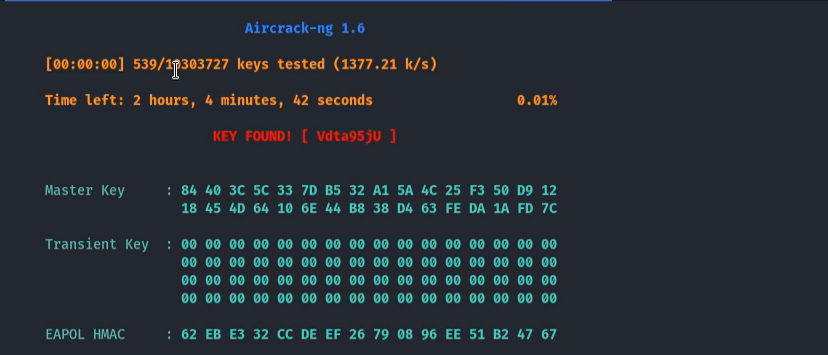 Aircrack-ng 1.6
[00:00:00] 539/10303727 keys tested (1377.21 k/s)
Time left: 2 hours, 4 minutes, 42 seconds 0.01%
KEY FOUND! [ Vdta95jU ]
Master Key : 84 40 3C 5C 33 7D B5 32 A1 5A 4C 25 F3 50 D9 12
18 45 4D 64 10 6E 44 B8 38 D4 63 FE DA 1A FD 7C
Transient Key : 00 00 00 00 00 00 00 00 00 00 00 00 00 00 00 00
00 00 00 00 00 00 00 00 00 00 00 00 00 00 00 00
00 00 00 00 00 00 00 00 00 00 00 00 00 00 00 00
00 00 00 00 00 00 00 00 00 00 00 00 00 00 00 00
EAPOL HMAC : 62 EB E3 32 CC DE EF 26 79 08 96 EE 51 B2 47 67